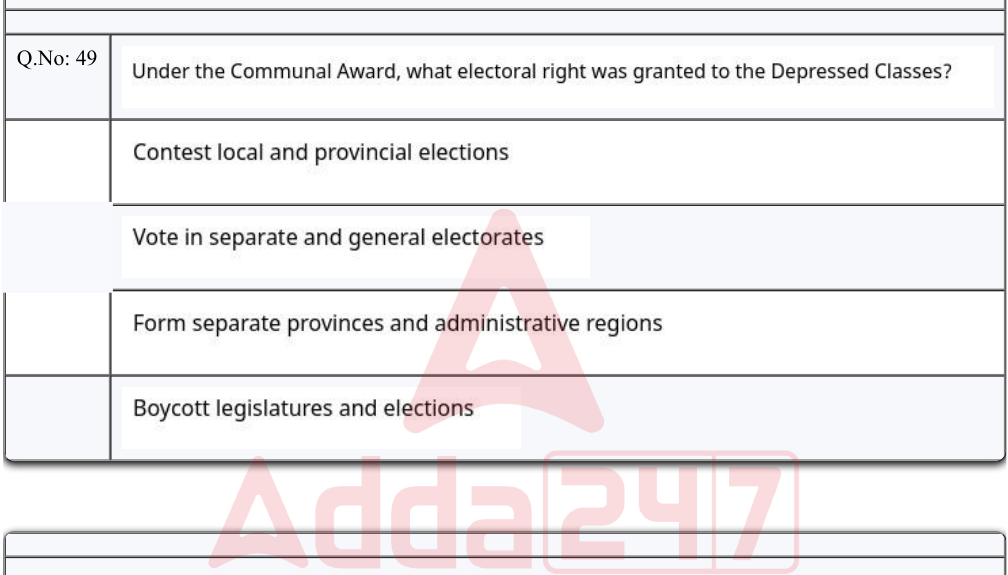 Q.No: 49
Under the Communal Award, what electoral right was granted to the Depressed Classes?
Contest local and provincial elections
Vote in separate and general electorates
Form separate provinces and administrative regions
Boycott legislatures and elections
Adda247